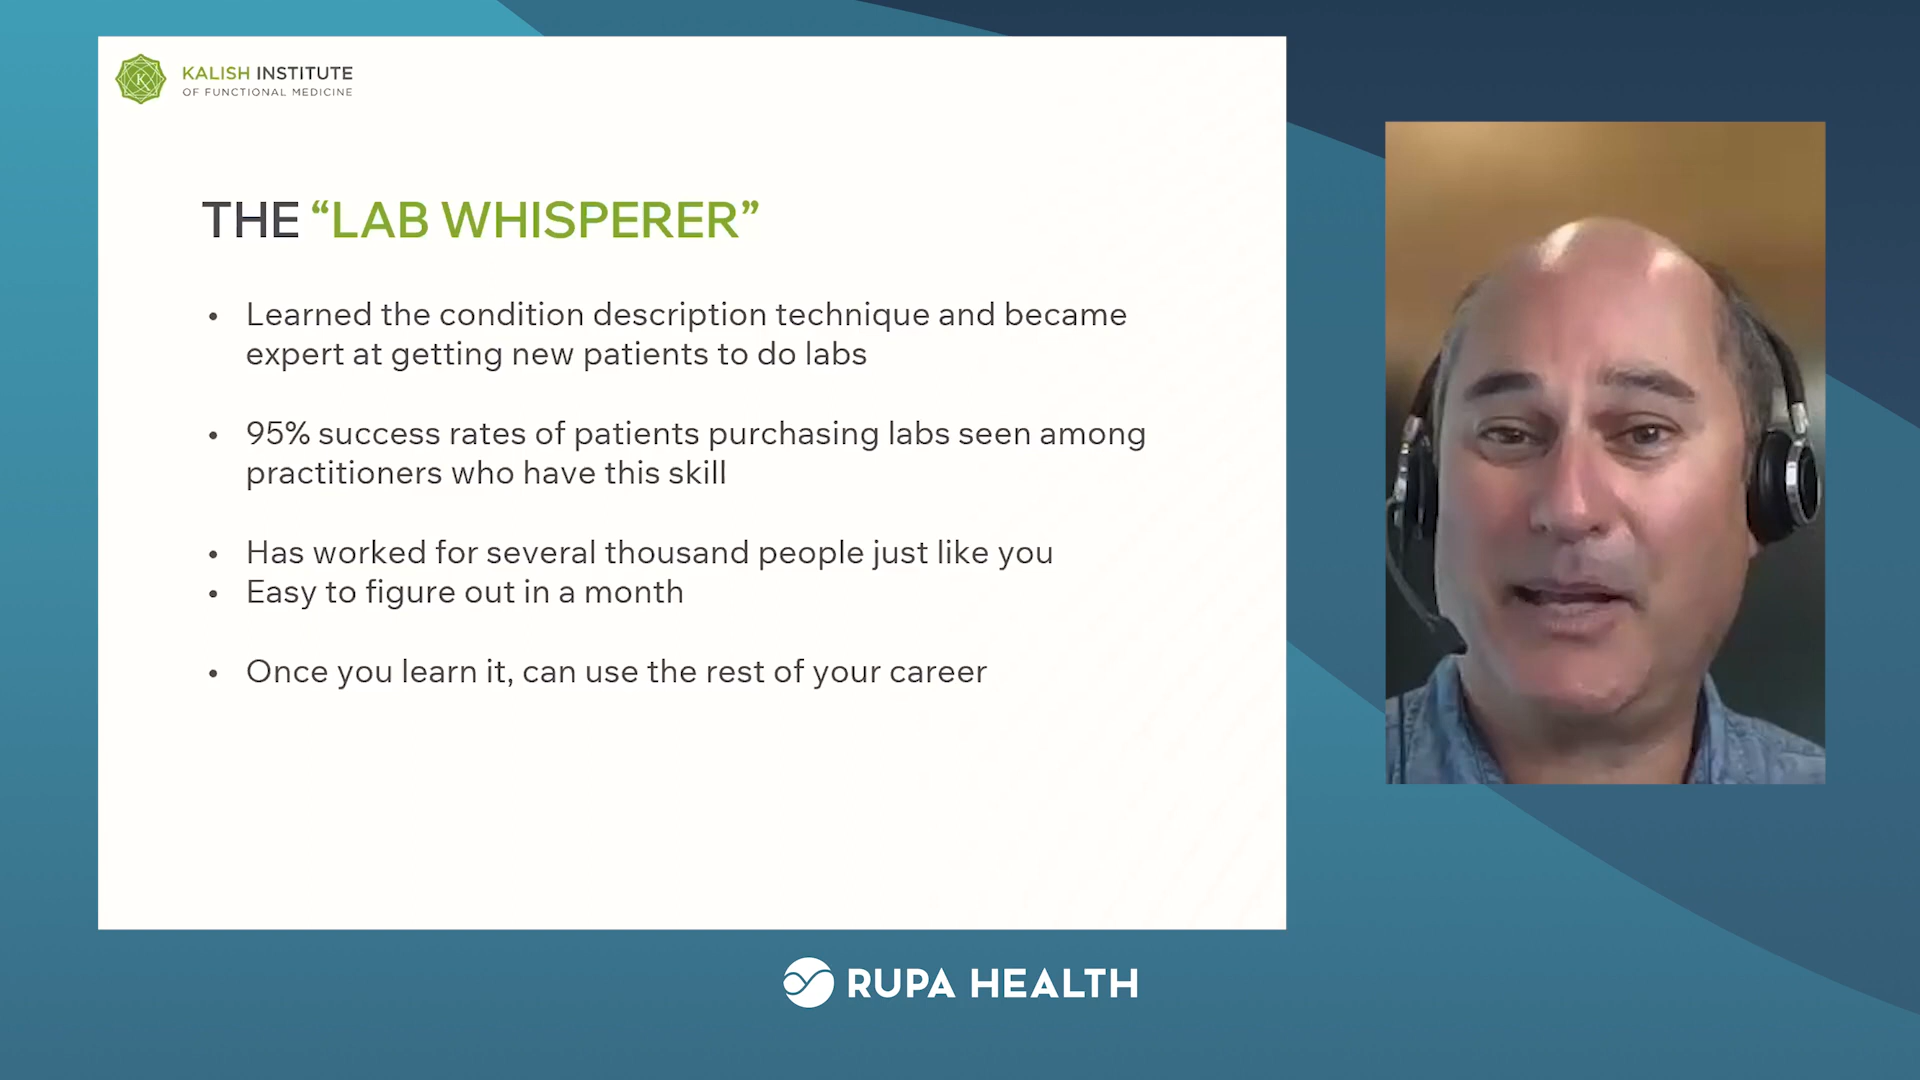 KALISH INSTITUTE
OF FUNCTIONAL MEDICINE
THE “LAB WHISPERER”
• Learned the condition description technique and became
expert at getting new patients to do labs
• 95% success rates of patients purchasing labs seen among
practitioners who have this skill
• Has worked for several thousand people just like you
• Easy to figure out in a month
• Once you learn it, can use the rest of your career
RUPA HEALTH